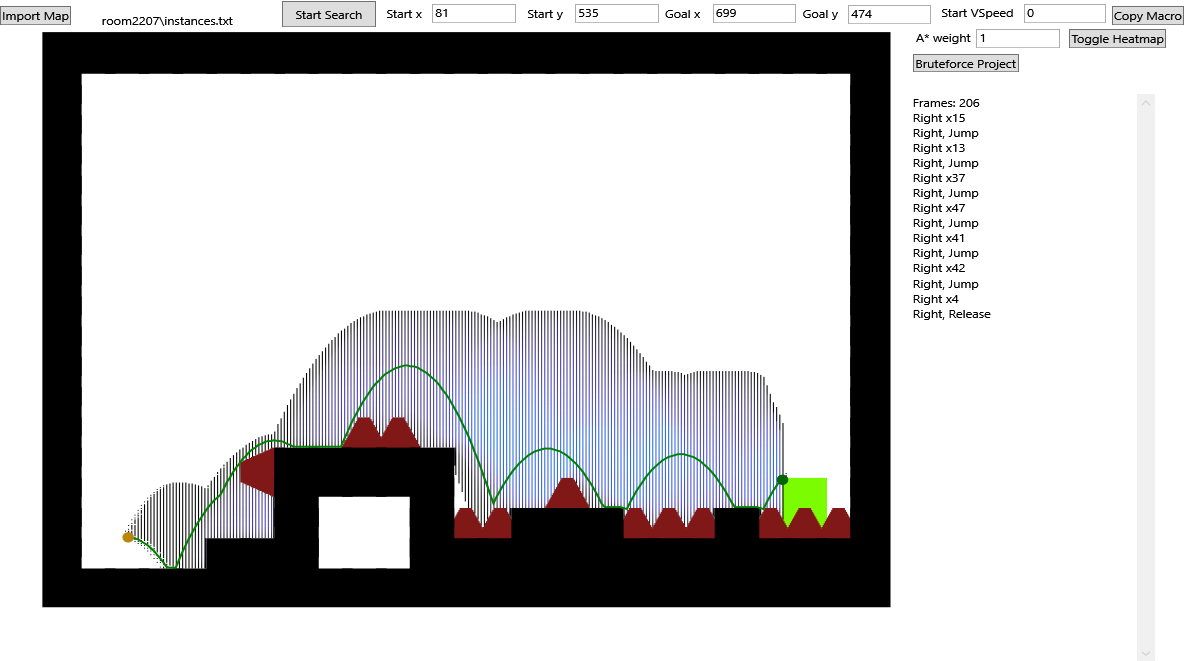 Import Map
room2207\instances.txt
Start Search
Start x 81
Start y 535
Goal x 699
Goal y 474
Start VSpeed 0
Copy Macro
A* weight 1
Toggle Heatmap
Bruteforce Project
Frames: 206
Right x15
Right, Jump
Right x13
Right, Jump
Right x37
Right, Jump
Right x47
Right, Jump
Right x41
Right, Jump
Right x42
Right, Jump
Right x4
Right, Release